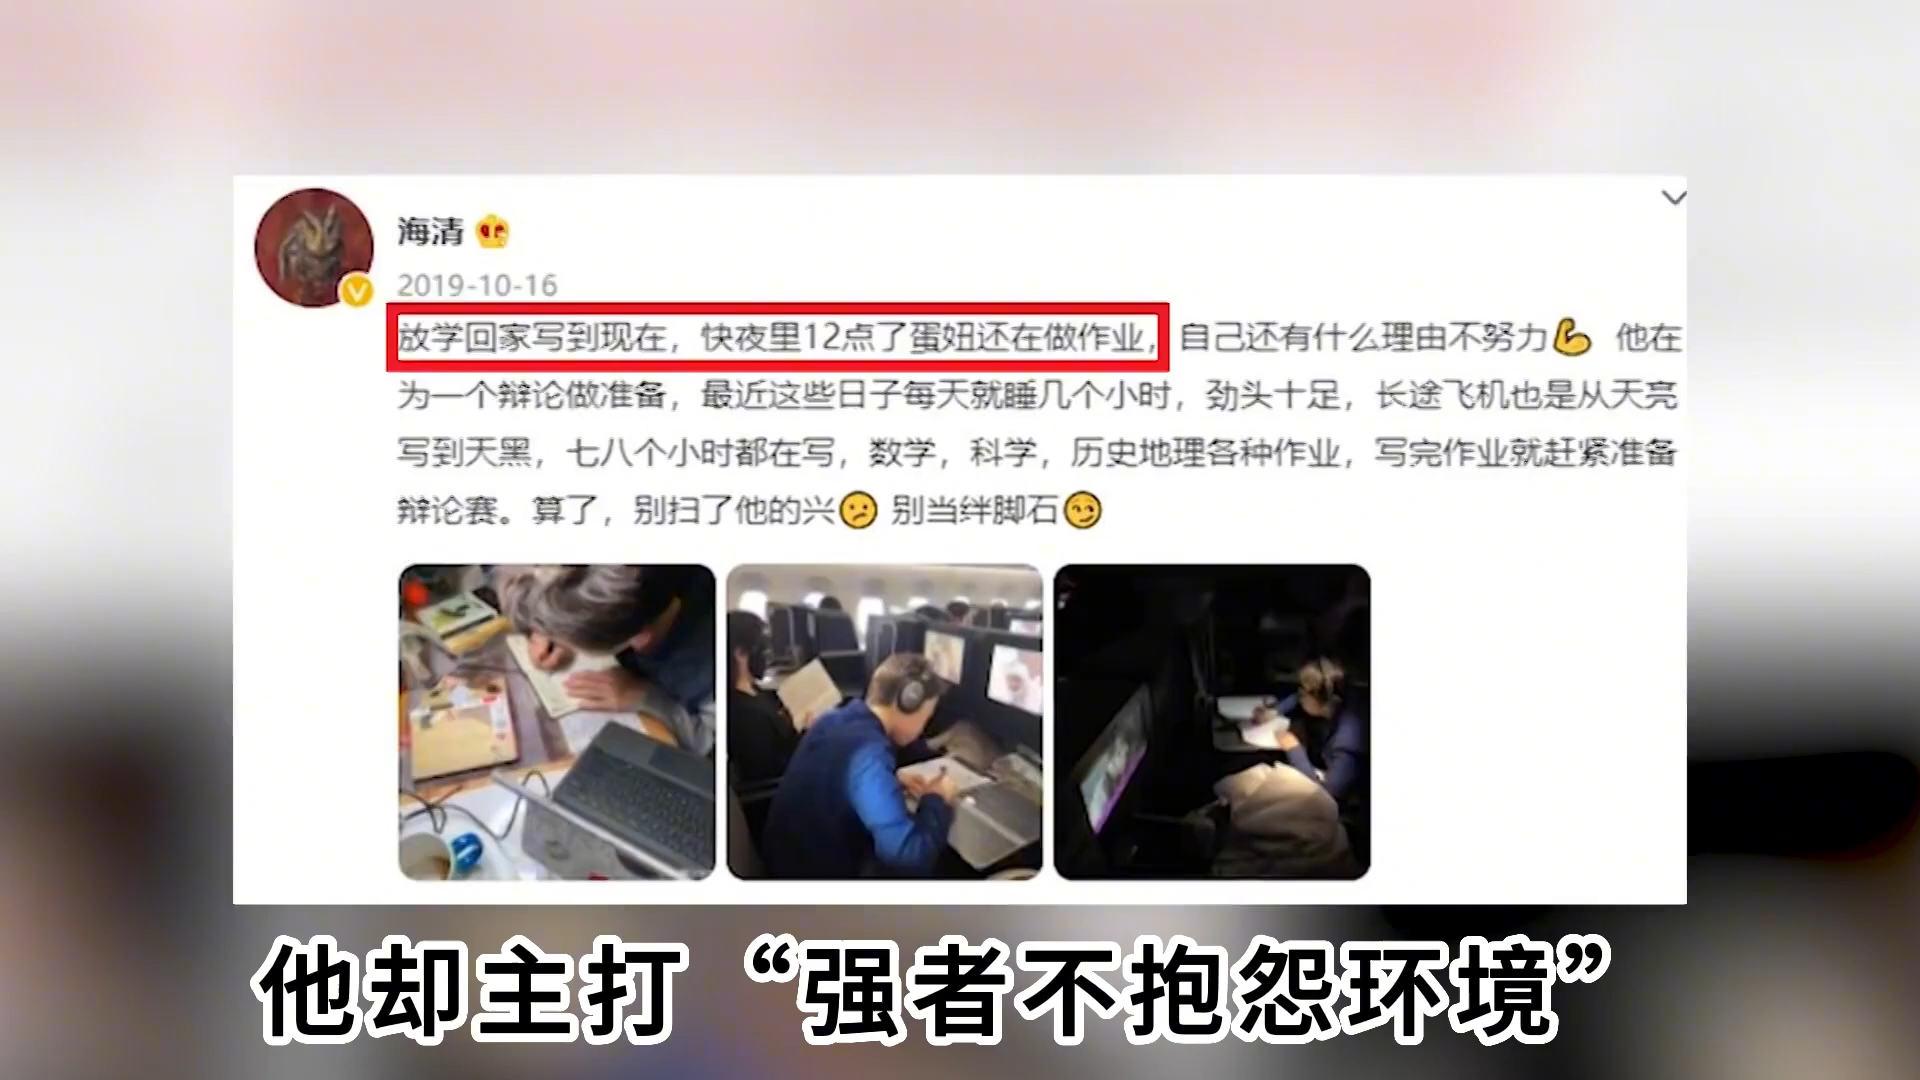 海清
2019-10-16
放学回家写到现在，快夜里12点了蛋妞还在做作业，自己还有什么理由不努力💪 他在
为一个辩论做准备，最近这些日子每天就睡几个小时，劲头十足，长途飞机也是从天亮
写到天黑，七八个小时都在写，数学，科学，历史地理各种作业，写完作业就赶紧准备
辩论赛。算了，别扫了他的兴😕 别当绊脚石😏
他却主打“强者不抱怨环境”